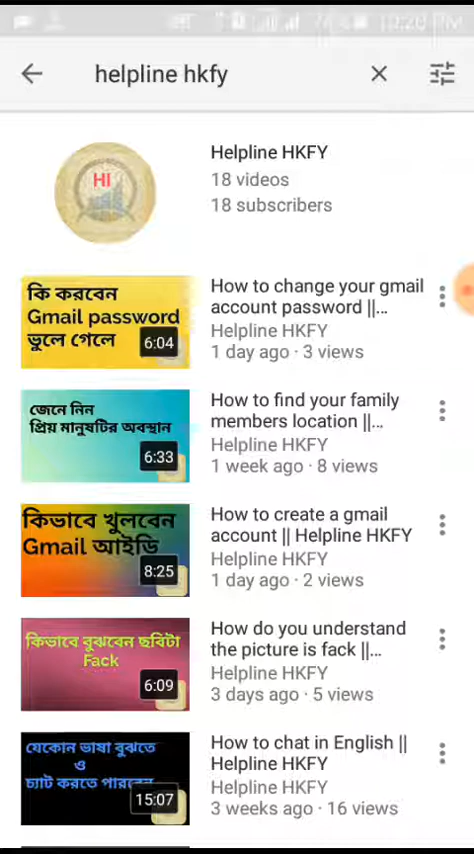 10:20 PM
helpline hkfy
HI
Helpline HKFY
18 videos
18 subscribers
কি করবেন
Gmail password
ভুলে গেলে
6:04
How to change your gmail
account password ||...
Helpline HKFY
1 day ago · 3 views
জেনে নিন
প্রিয় মানুষটির অবস্থান
6:33
How to find your family
members location ||...
Helpline HKFY
1 week ago · 8 views
কিভাবে খুলবেন
Gmail আইডি
8:25
How to create a gmail
account || Helpline HKFY
Helpline HKFY
1 day ago · 2 views
কিভাবে বুঝবেন ছবিটা
Fack
6:09
How do you understand
the picture is fack ||...
Helpline HKFY
3 days ago · 5 views
যেকোন ভাষা বুঝতে
ও
চ্যাট করতে পারবেন
15:07
How to chat in English ||
Helpline HKFY
Helpline HKFY
3 weeks ago · 16 views